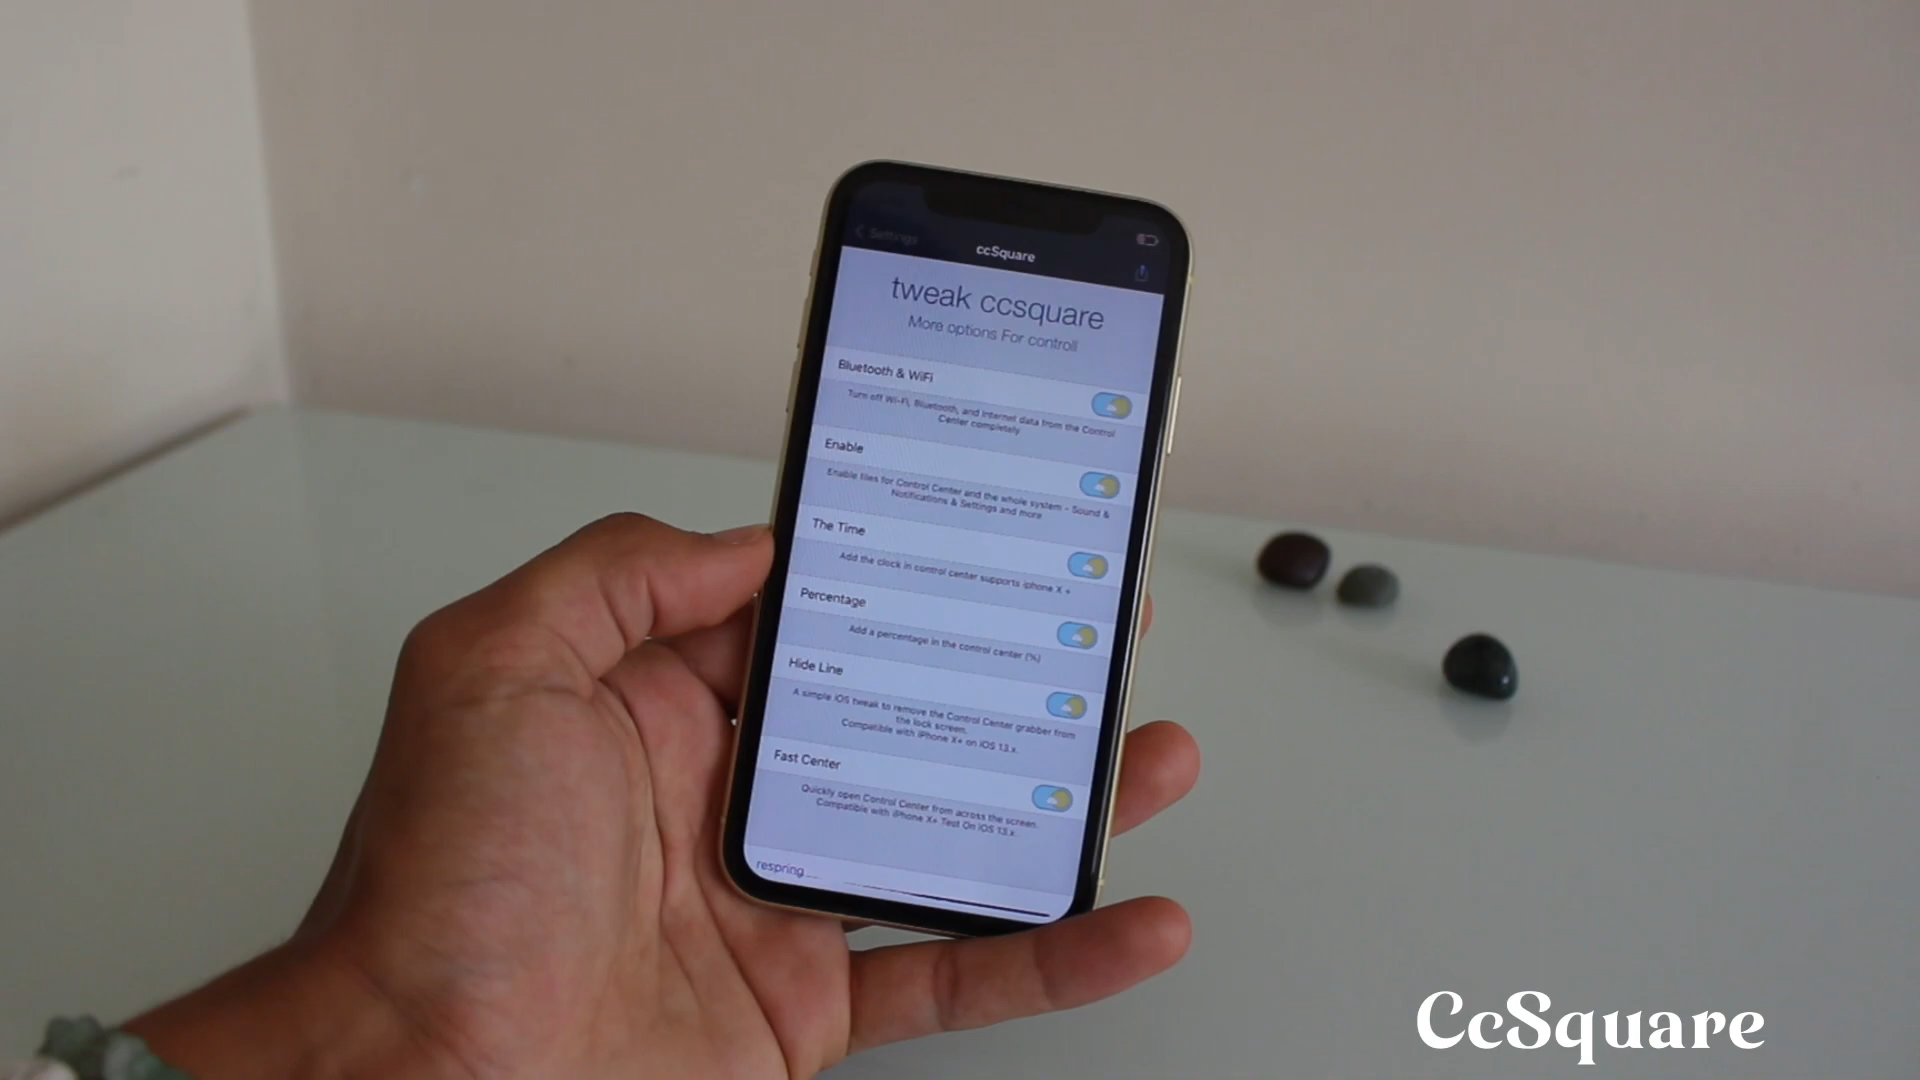 Settings
ccSquare
tweak ccsquare
More options For controll
Bluetooth & WiFi
Turn off Wi-Fi, Bluetooth, and Internet data from the Control
Center completely
Enable
Enable files for Control Center and the whole system - Sound &
Notifications & Settings and more
The Time
Add the clock in control center supports iphone X +
Percentage
Add a percentage in the control center (%)
Hide Line
A simple iOS tweak to remove the Control Center grabber from
the lock screen.
Compatible with iPhone X+ on iOS 13.x.
Fast Center
Quickly open Control Center from across the screen.
Compatible with iPhone X+ Test On iOS 13.x.
respring
CcSquare